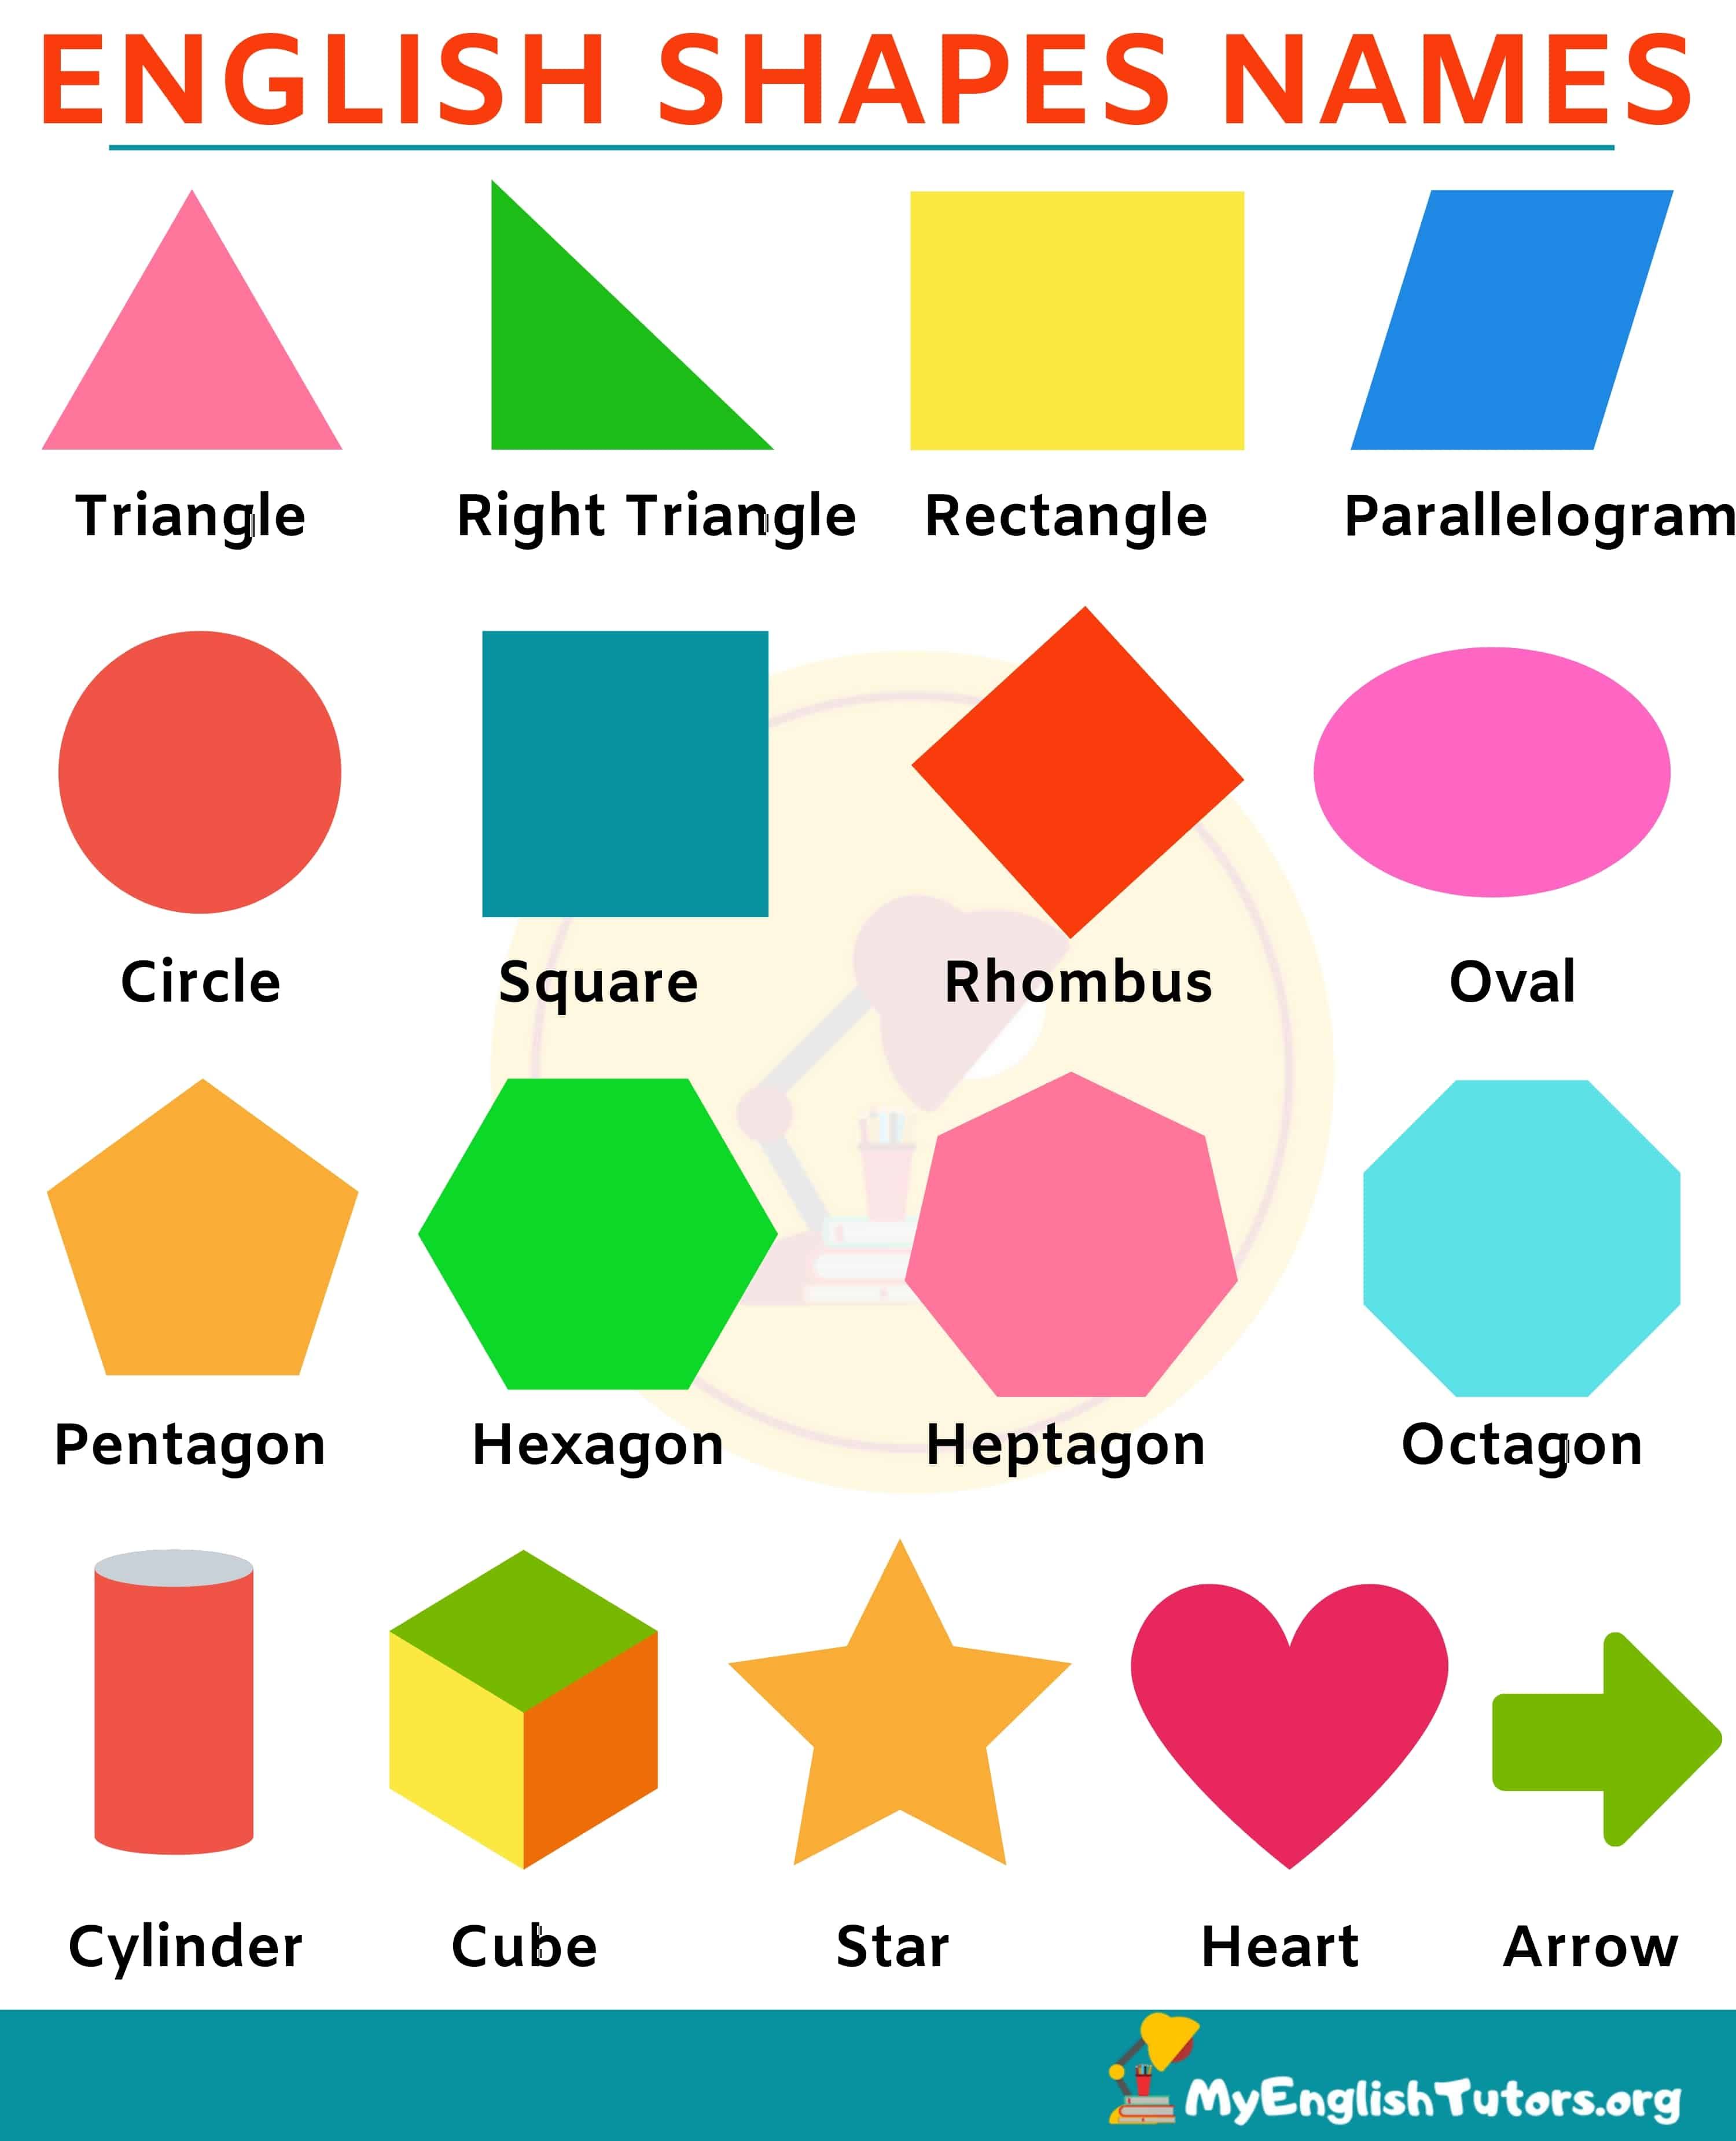 ENGLISH SHAPES NAMES
Triangle Right Triangle Rectangle Parallelogram
Circle Square Rhombus Oval
Pentagon Hexagon Heptagon Octagon
Cylinder Cube Star Heart Arrow
MyEnglishTutors.org